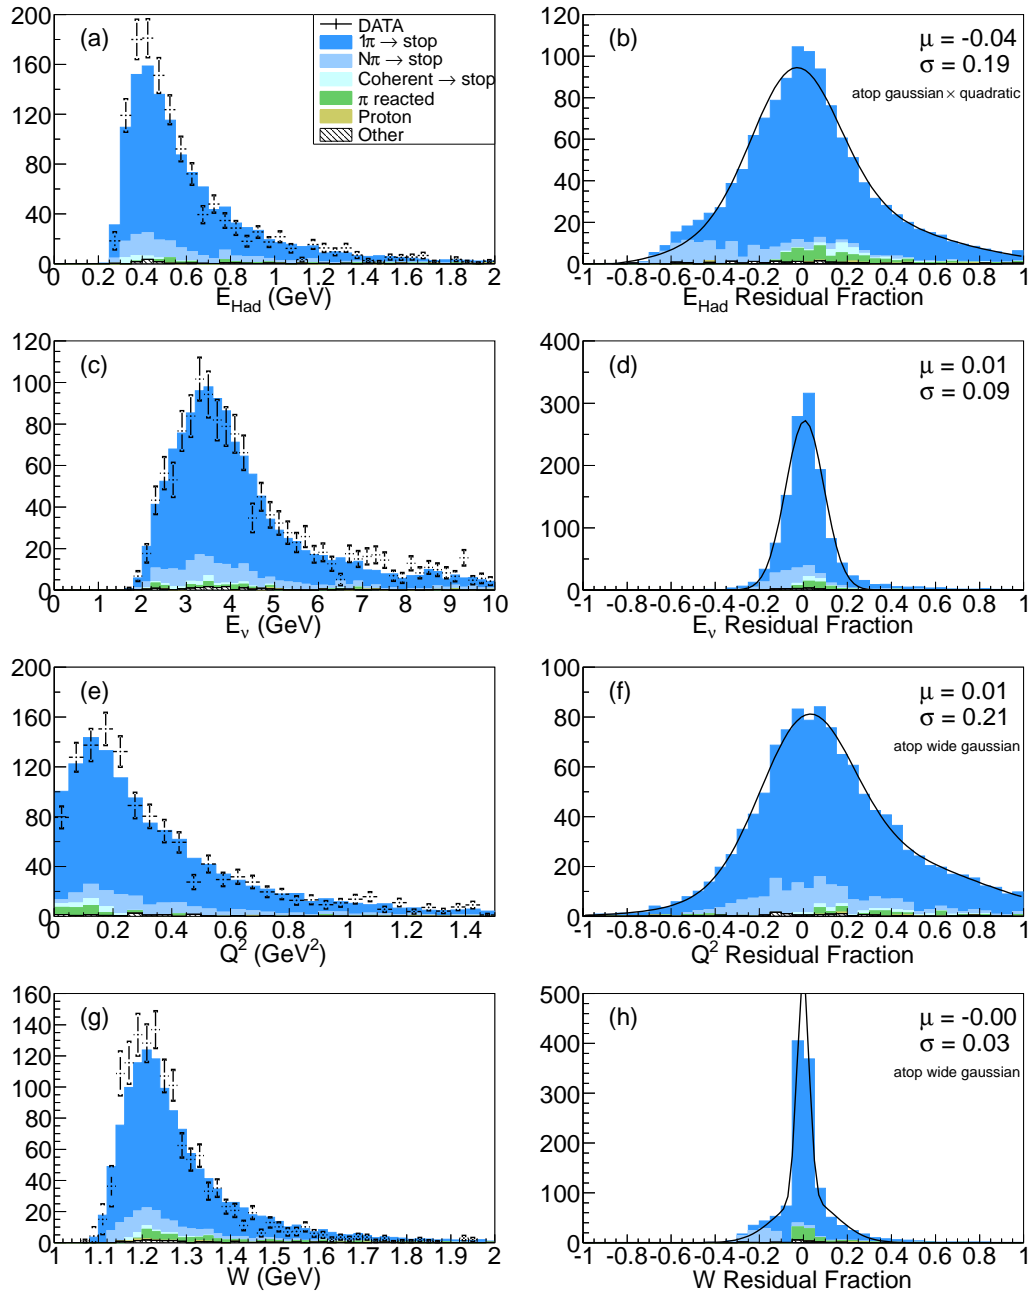 (a)
200
160
120
80
40
0
DATA
1π → stop
Nπ → stop
Coherent → stop
π reacted
Proton
Other
0 0.2 0.4 0.6 0.8 1 1.2 1.4 1.6 1.8 2
E_Had (GeV)
(b)
μ = -0.04
σ = 0.19
atop gaussian × quadratic
120
100
80
60
40
20
0
-1 -0.8 -0.6 -0.4 -0.2 0 0.2 0.4 0.6 0.8 1
E_Had Residual Fraction
(c)
120
100
80
60
40
20
0
0 1 2 3 4 5 6 7 8 9 10
E_ν (GeV)
(d)
μ = 0.01
σ = 0.09
400
300
200
100
0
-1 -0.8 -0.6 -0.4 -0.2 0 0.2 0.4 0.6 0.8 1
E_ν Residual Fraction
(e)
200
160
120
80
40
0
0 0.2 0.4 0.6 0.8 1 1.2 1.4
Q² (GeV²)
(f)
μ = 0.01
σ = 0.21
atop wide gaussian
100
80
60
40
20
0
-1 -0.8 -0.6 -0.4 -0.2 0 0.2 0.4 0.6 0.8 1
Q² Residual Fraction
(g)
160
140
120
100
80
60
40
20
0
1 1.1 1.2 1.3 1.4 1.5 1.6 1.7 1.8 1.9 2
W (GeV)
(h)
μ = -0.00
σ = 0.03
atop wide gaussian
500
400
300
200
100
0
-1 -0.8 -0.6 -0.4 -0.2 0 0.2 0.4 0.6 0.8 1
W Residual Fraction